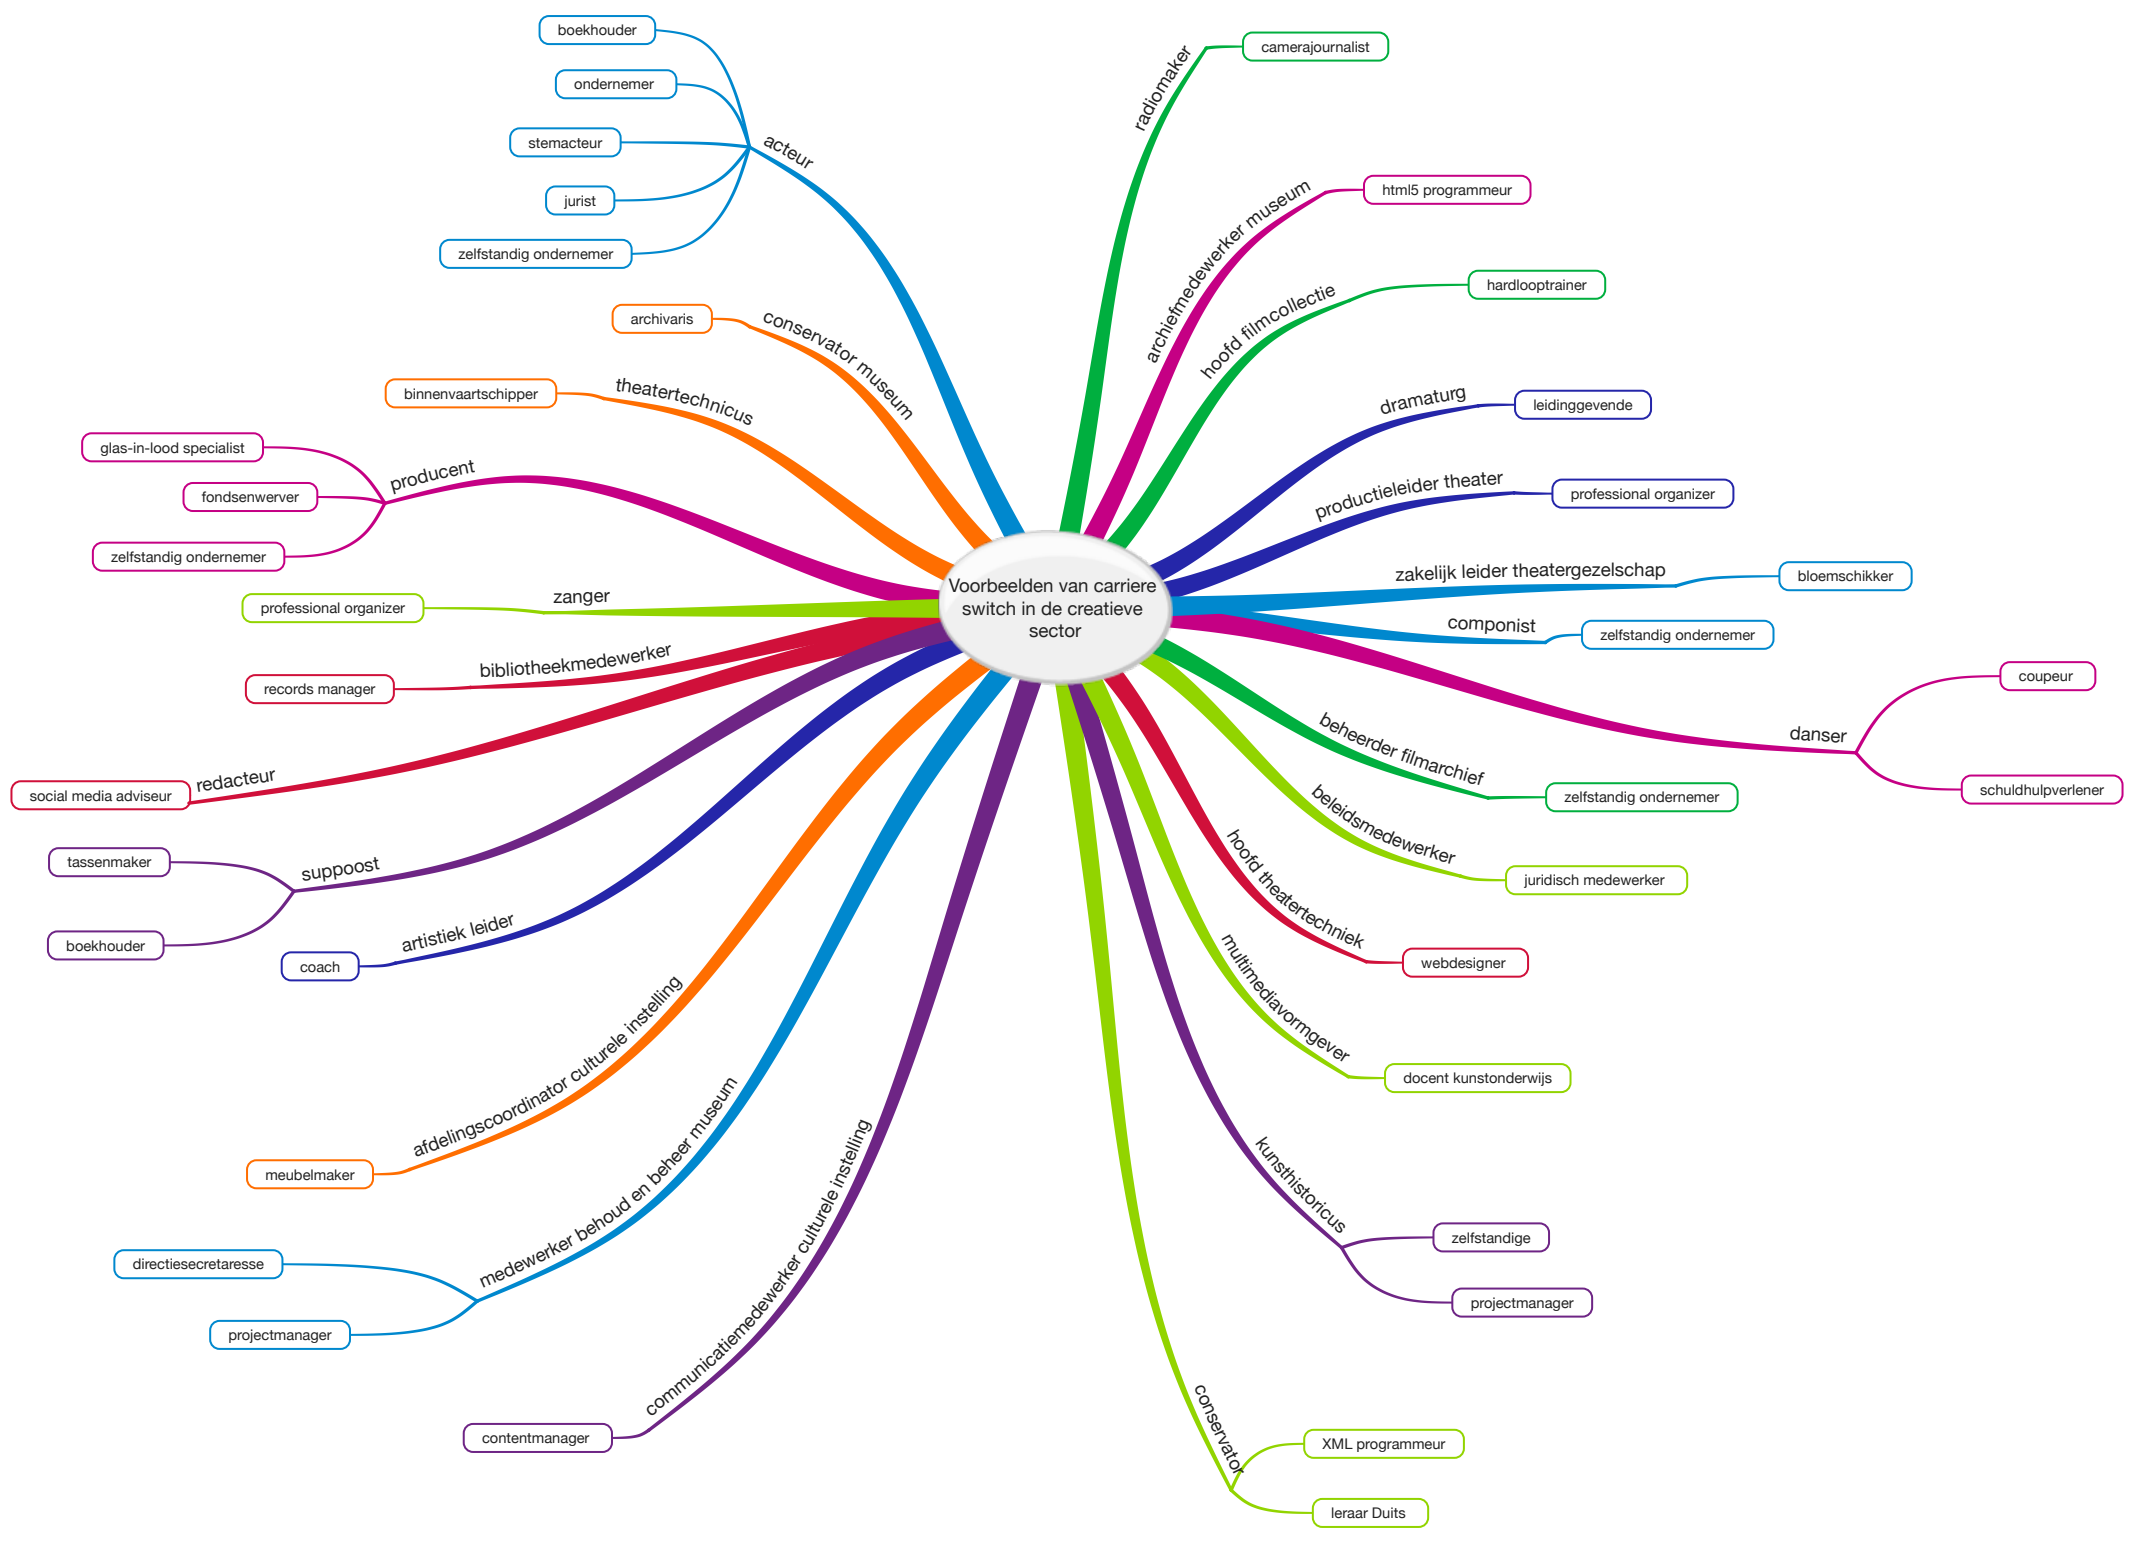 Voorbeelden van carriere
switch in de creatieve
sector
radiomaker
camerajournalist
archiefmedewerker museum
html5 programmeur
hoofd filmcollectie
hardlooptrainer
dramaturg
leidinggevende
productieleider theater
professional organizer
zakelijk leider theatergezelschap
bloemschikker
componist
zelfstandig ondernemer
danser
coupeur
schuldhulpverlener
beheerder filmarchief
zelfstandig ondernemer
beleidsmedewerker
juridisch medewerker
hoofd theatertechniek
webdesigner
multimediavormgever
docent kunstonderwijs
kunsthistoricus
zelfstandige
projectmanager
conservator
XML programmeur
leraar Duits
communicatiemedewerker culturele instelling
contentmanager
medewerker behoud en beheer museum
directiesecretaresse
projectmanager
afdelingscoordinator culturele instelling
meubelmaker
artistiek leider
coach
suppoost
tassenmaker
boekhouder
redacteur
social media adviseur
bibliotheekmedewerker
records manager
zanger
professional organizer
producent
glas-in-lood specialist
fondsenwerver
zelfstandig ondernemer
theatertechnicus
binnenvaartschipper
conservator museum
archivaris
acteur
boekhouder
ondernemer
stemacteur
jurist
zelfstandig ondernemer